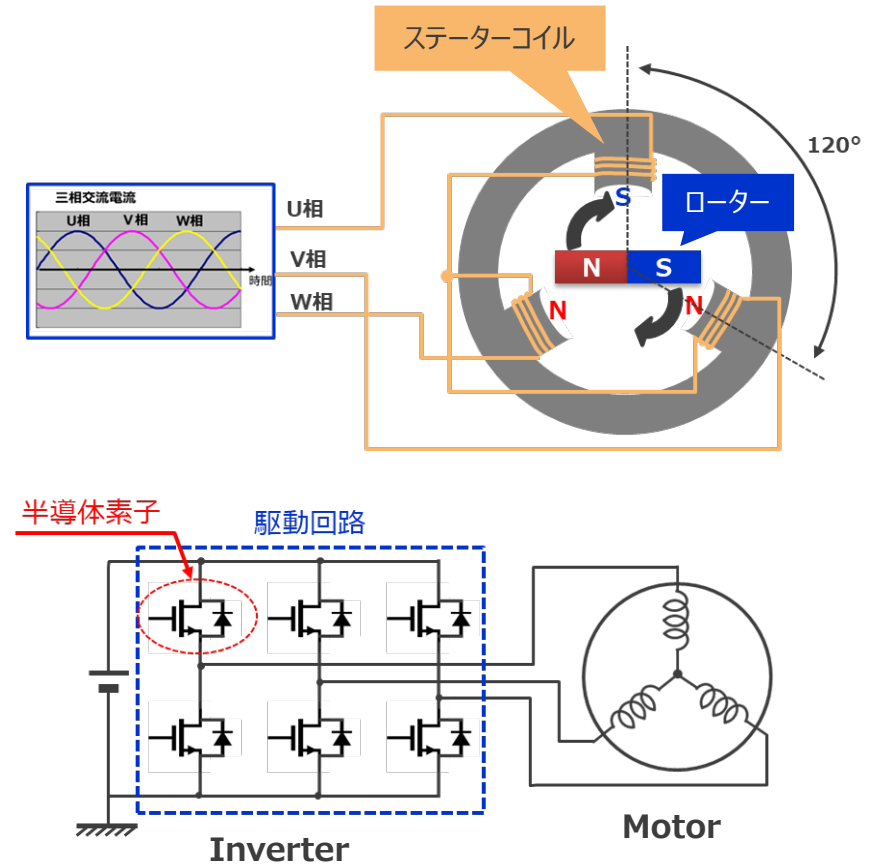 ステーターコイル
120°
三相交流電流
U相 V相 W相
時間
U相
V相
W相
S
ローター
N S
N
N
半導体素子
駆動回路
Inverter
Motor